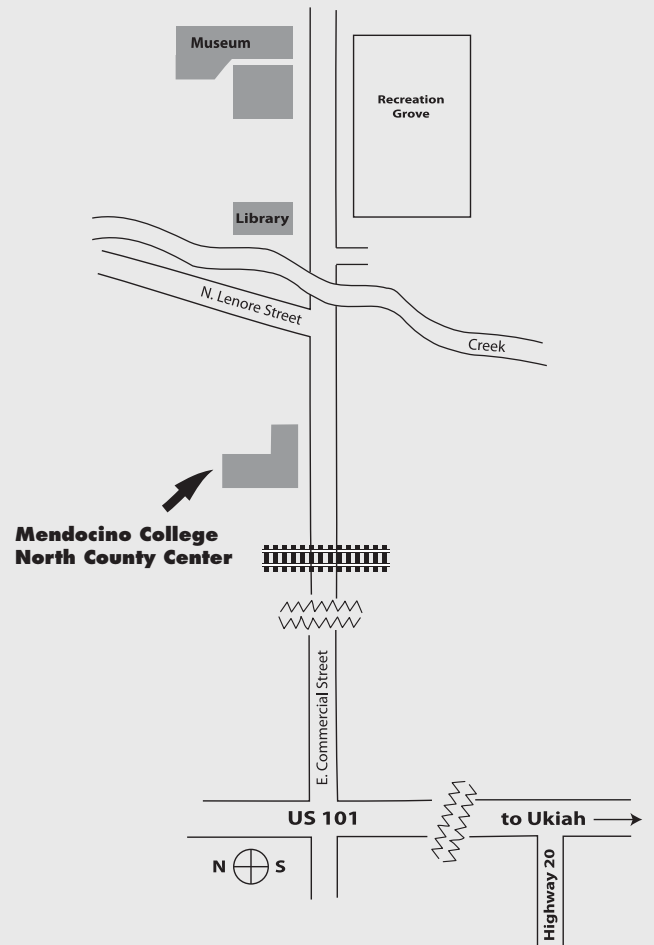 Museum
Recreation
Grove
Library
N. Lenore Street
Creek
Mendocino College
North County Center
E. Commercial Street
US 101
to Ukiah
N S
Highway 20